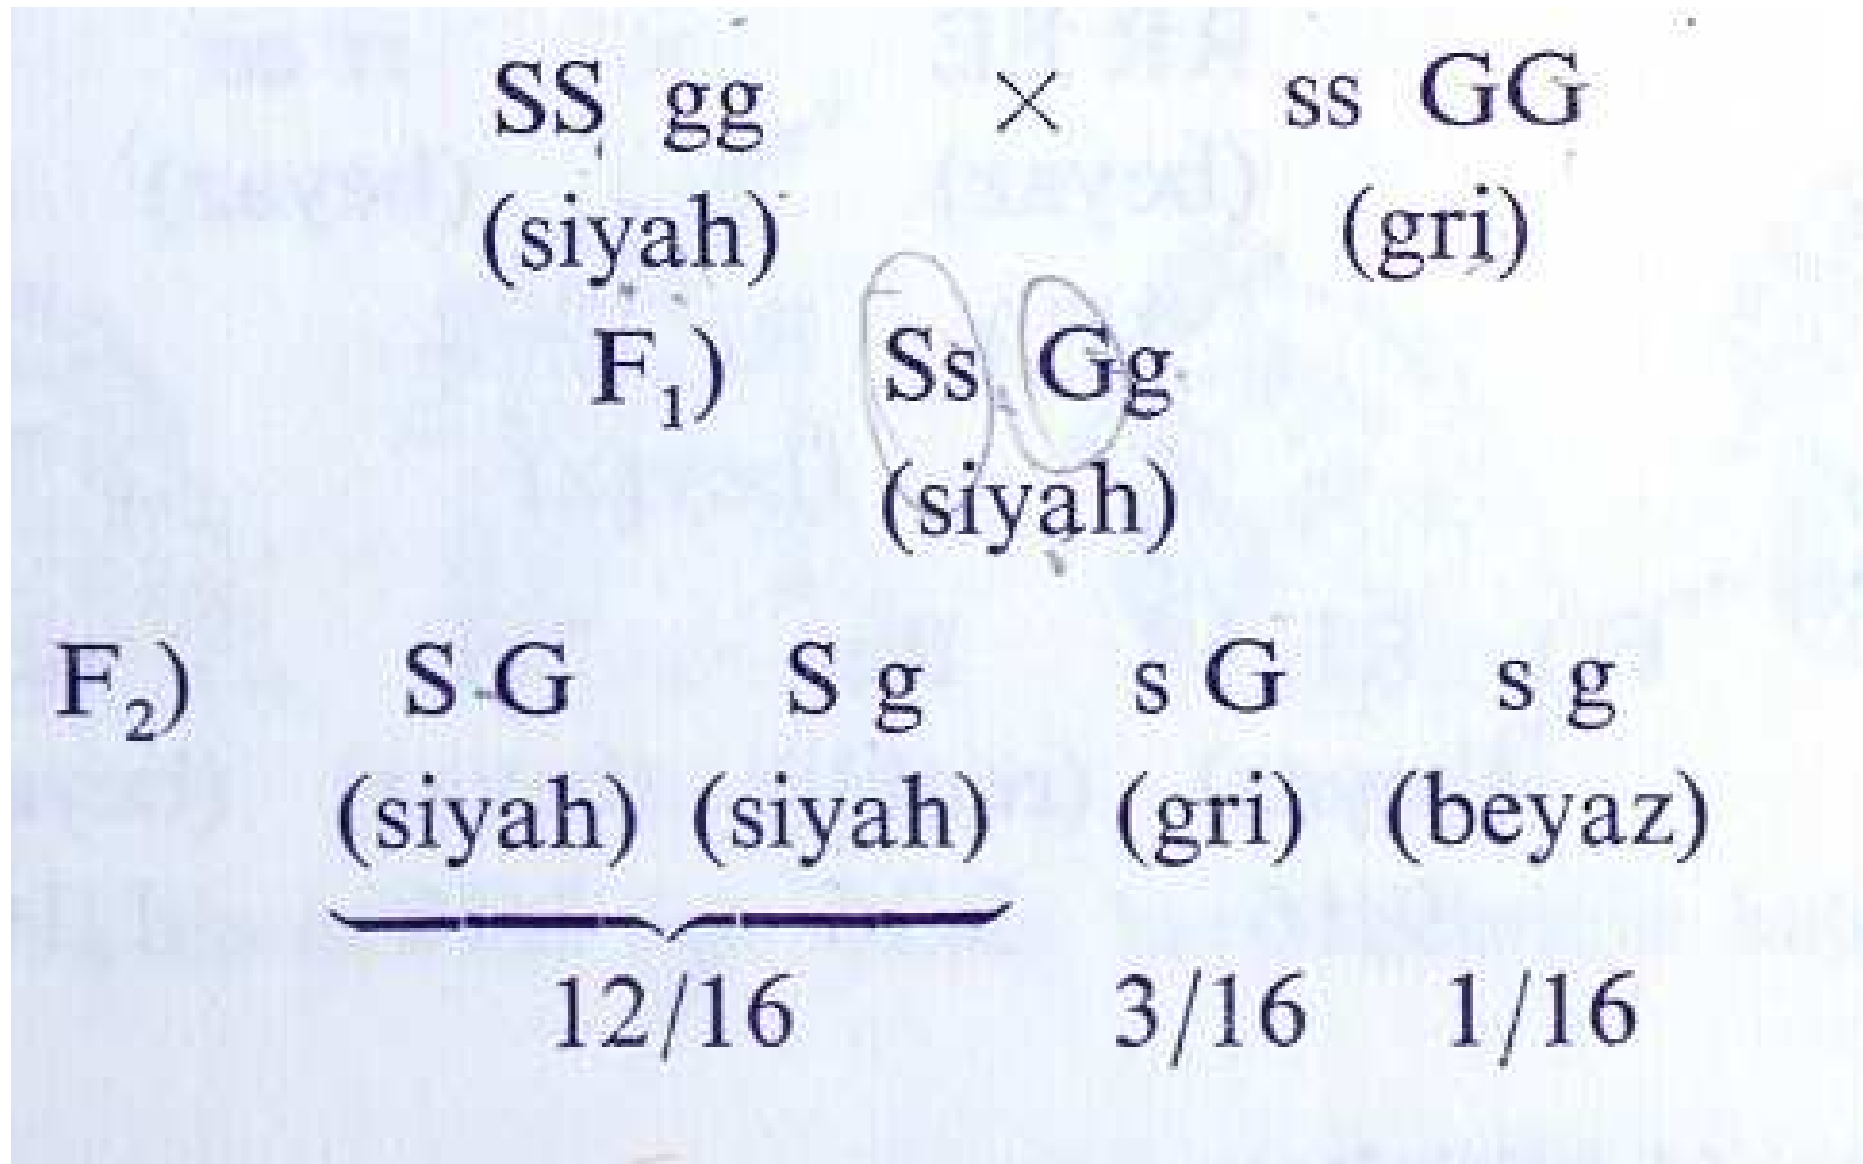 SS gg × ss GG
(siyah) (gri)
F₁) Ss Gg
(siyah)
F₂) S G S g s G s g
(siyah) (siyah) (gri) (beyaz)
12/16 3/16 1/16